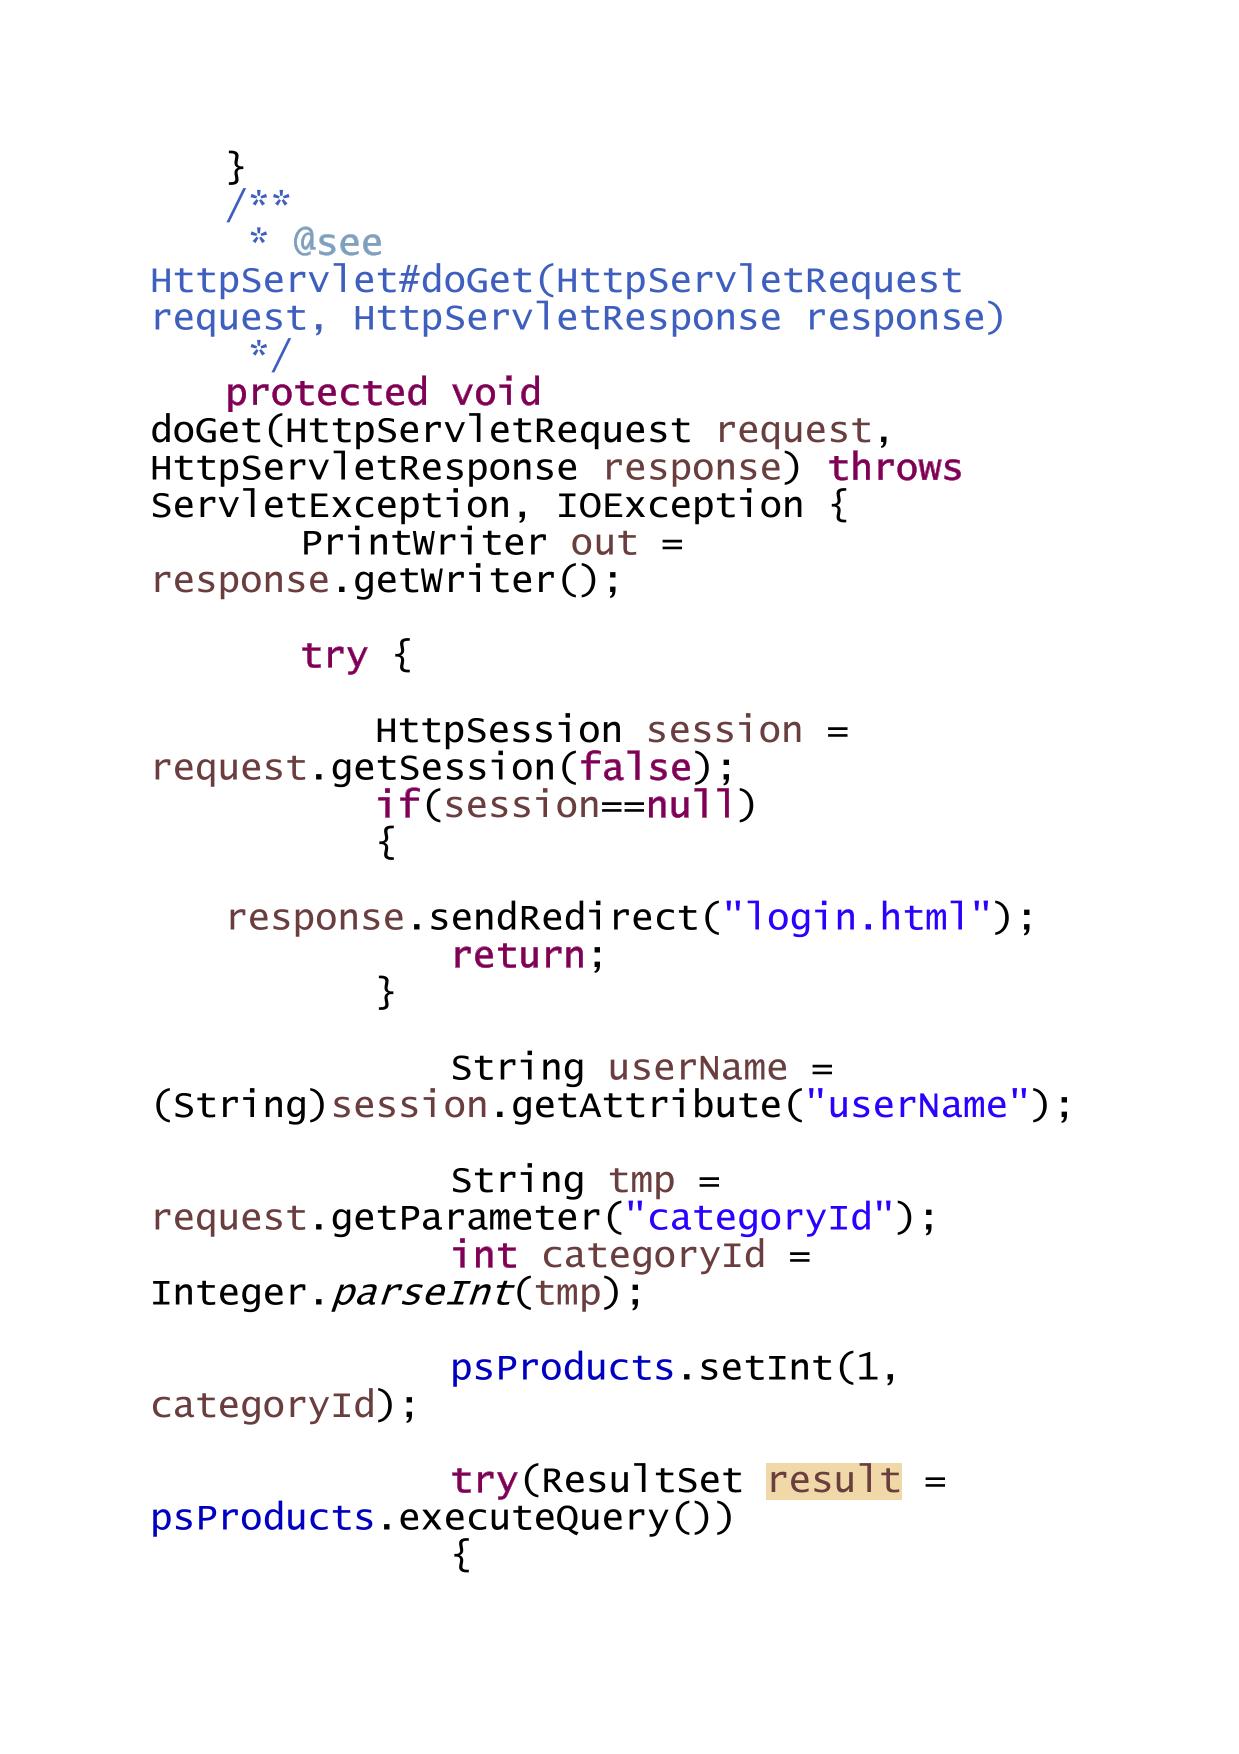 }
/**
* @see
HttpServlet#doGet(HttpServletRequest
request, HttpServletResponse response)
*/
protected void
doGet(HttpServletRequest request,
HttpServletResponse response) throws
ServletException, IOException {
PrintWriter out =
response.getWriter();
try {
HttpSession session =
request.getSession(false);
if(session==null)
{
response.sendRedirect("login.html");
return;
}
String userName =
(String)session.getAttribute("userName");
String tmp =
request.getParameter("categoryId");
int categoryId =
Integer.parseInt(tmp);
psProducts.setInt(1,
categoryId);
try(ResultSet result =
psProducts.executeQuery())
{